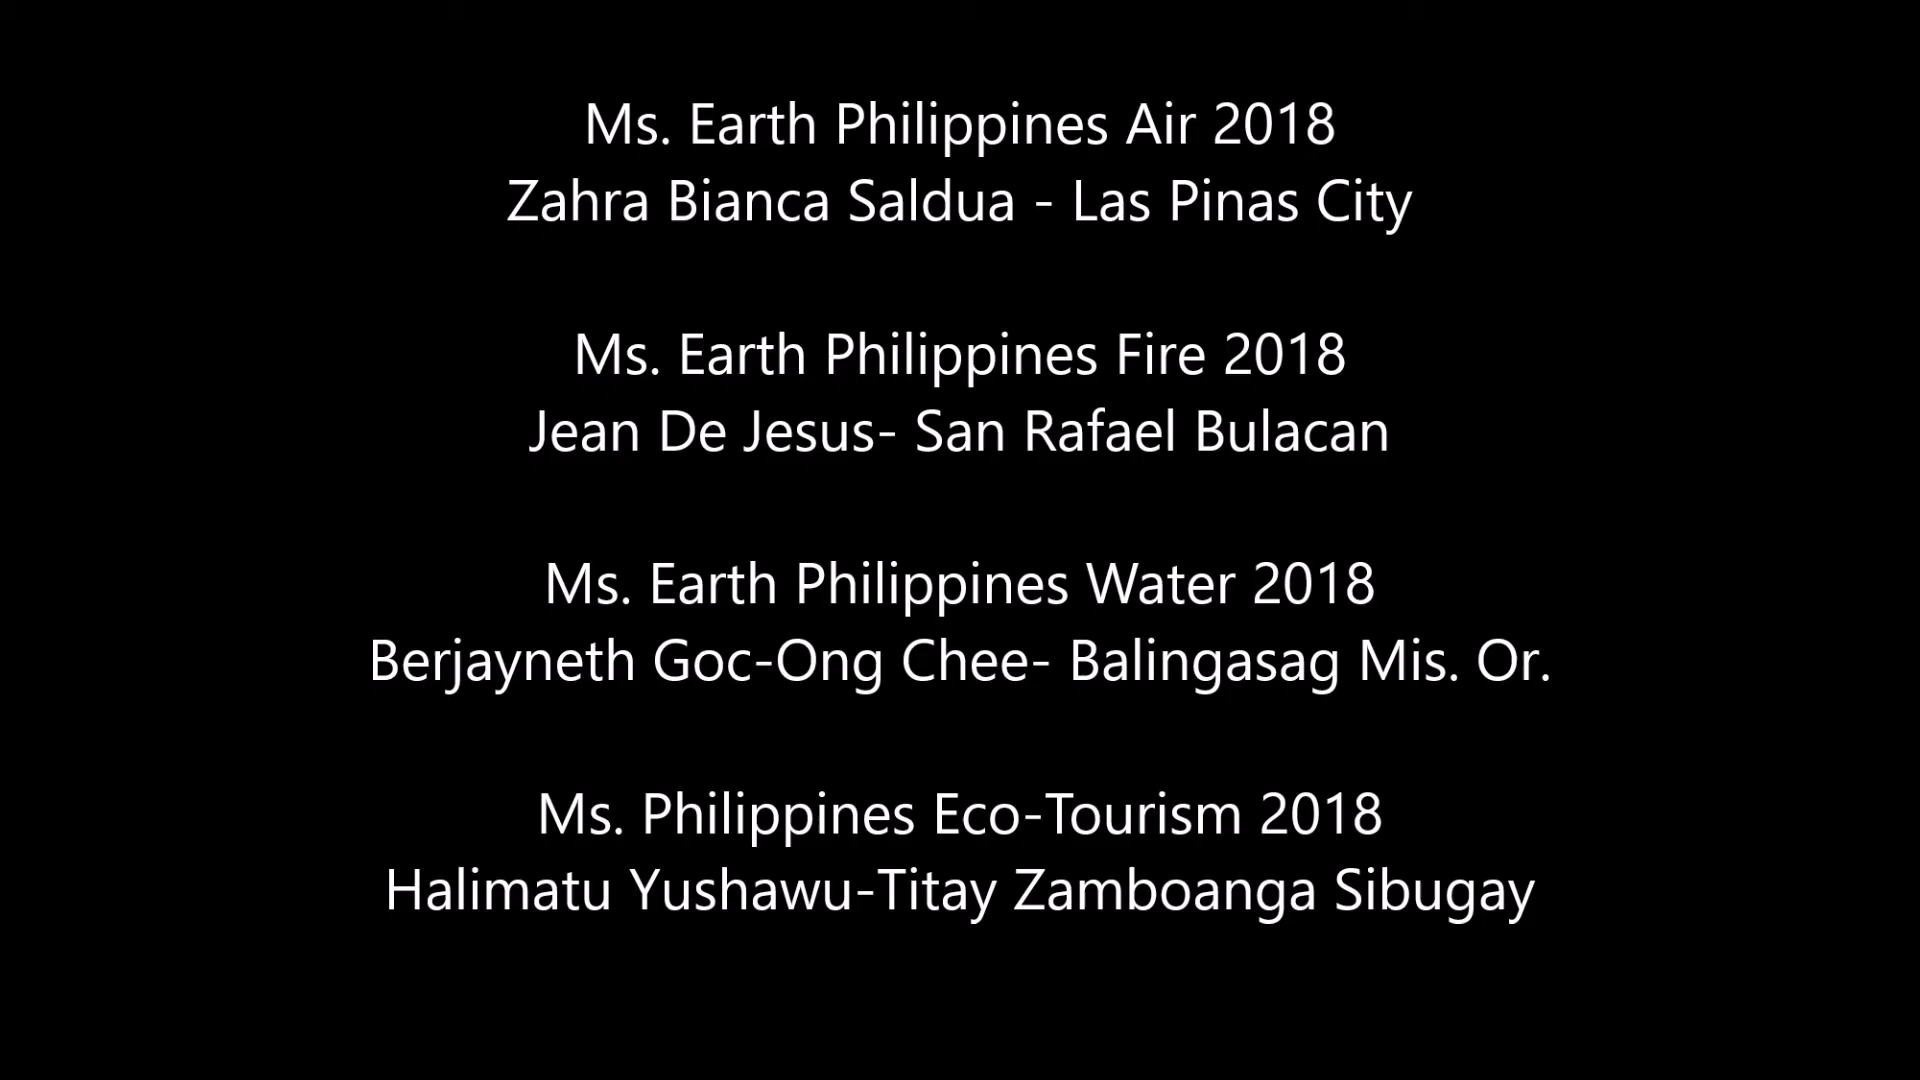 Ms. Earth Philippines Air 2018
Zahra Bianca Saldua - Las Pinas City
Ms. Earth Philippines Fire 2018
Jean De Jesus- San Rafael Bulacan
Ms. Earth Philippines Water 2018
Berjayneth Goc-Ong Chee- Balingasag Mis. Or.
Ms. Philippines Eco-Tourism 2018
Halimatu Yushawu-Titay Zamboanga Sibugay